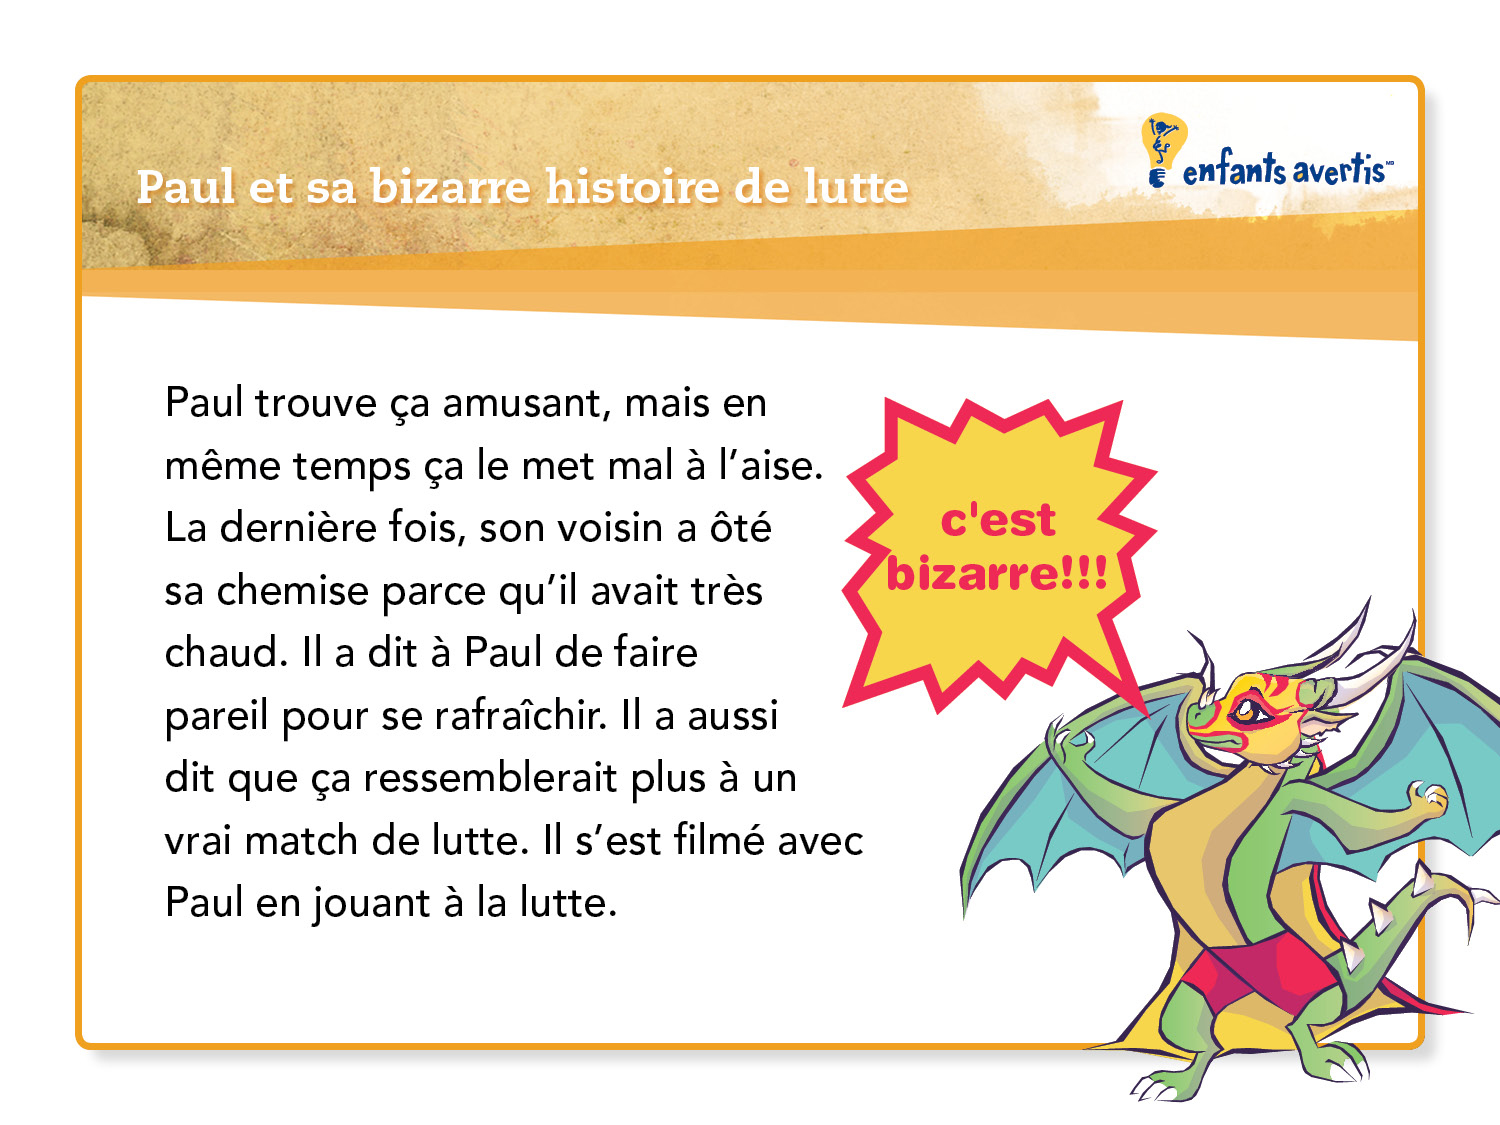 Paul et sa bizarre histoire de lutte
enfants avertis MD
Paul trouve ça amusant, mais en
même temps ça le met mal à l’aise.
La dernière fois, son voisin a ôté
sa chemise parce qu’il avait très
chaud. Il a dit à Paul de faire
pareil pour se rafraîchir. Il a aussi
dit que ça ressemblerait plus à un
vrai match de lutte. Il s’est filmé avec
Paul en jouant à la lutte.
c'est
bizarre!!!